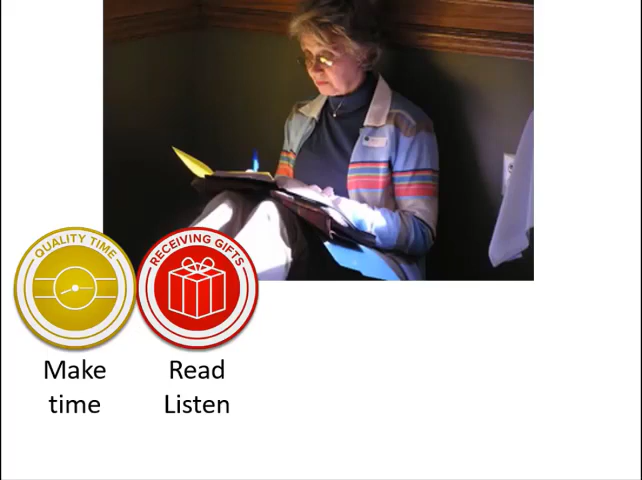 QUALITY TIME
RECEIVING GIFTS
Make
time
Read
Listen